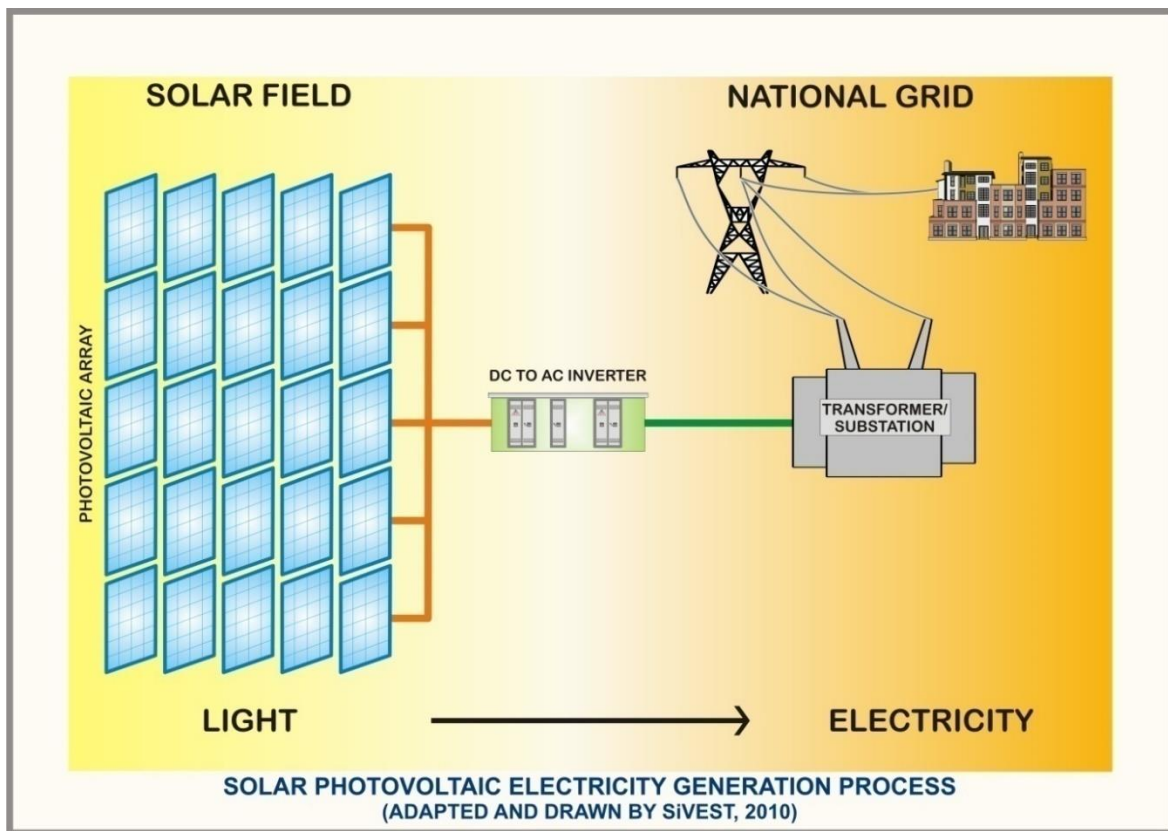 SOLAR FIELD
NATIONAL GRID
PHOTOVOLTAIC ARRAY
DC TO AC INVERTER
TRANSFORMER/
SUBSTATION
LIGHT
ELECTRICITY
SOLAR PHOTOVOLTAIC ELECTRICITY GENERATION PROCESS
(ADAPTED AND DRAWN BY SiVEST, 2010)